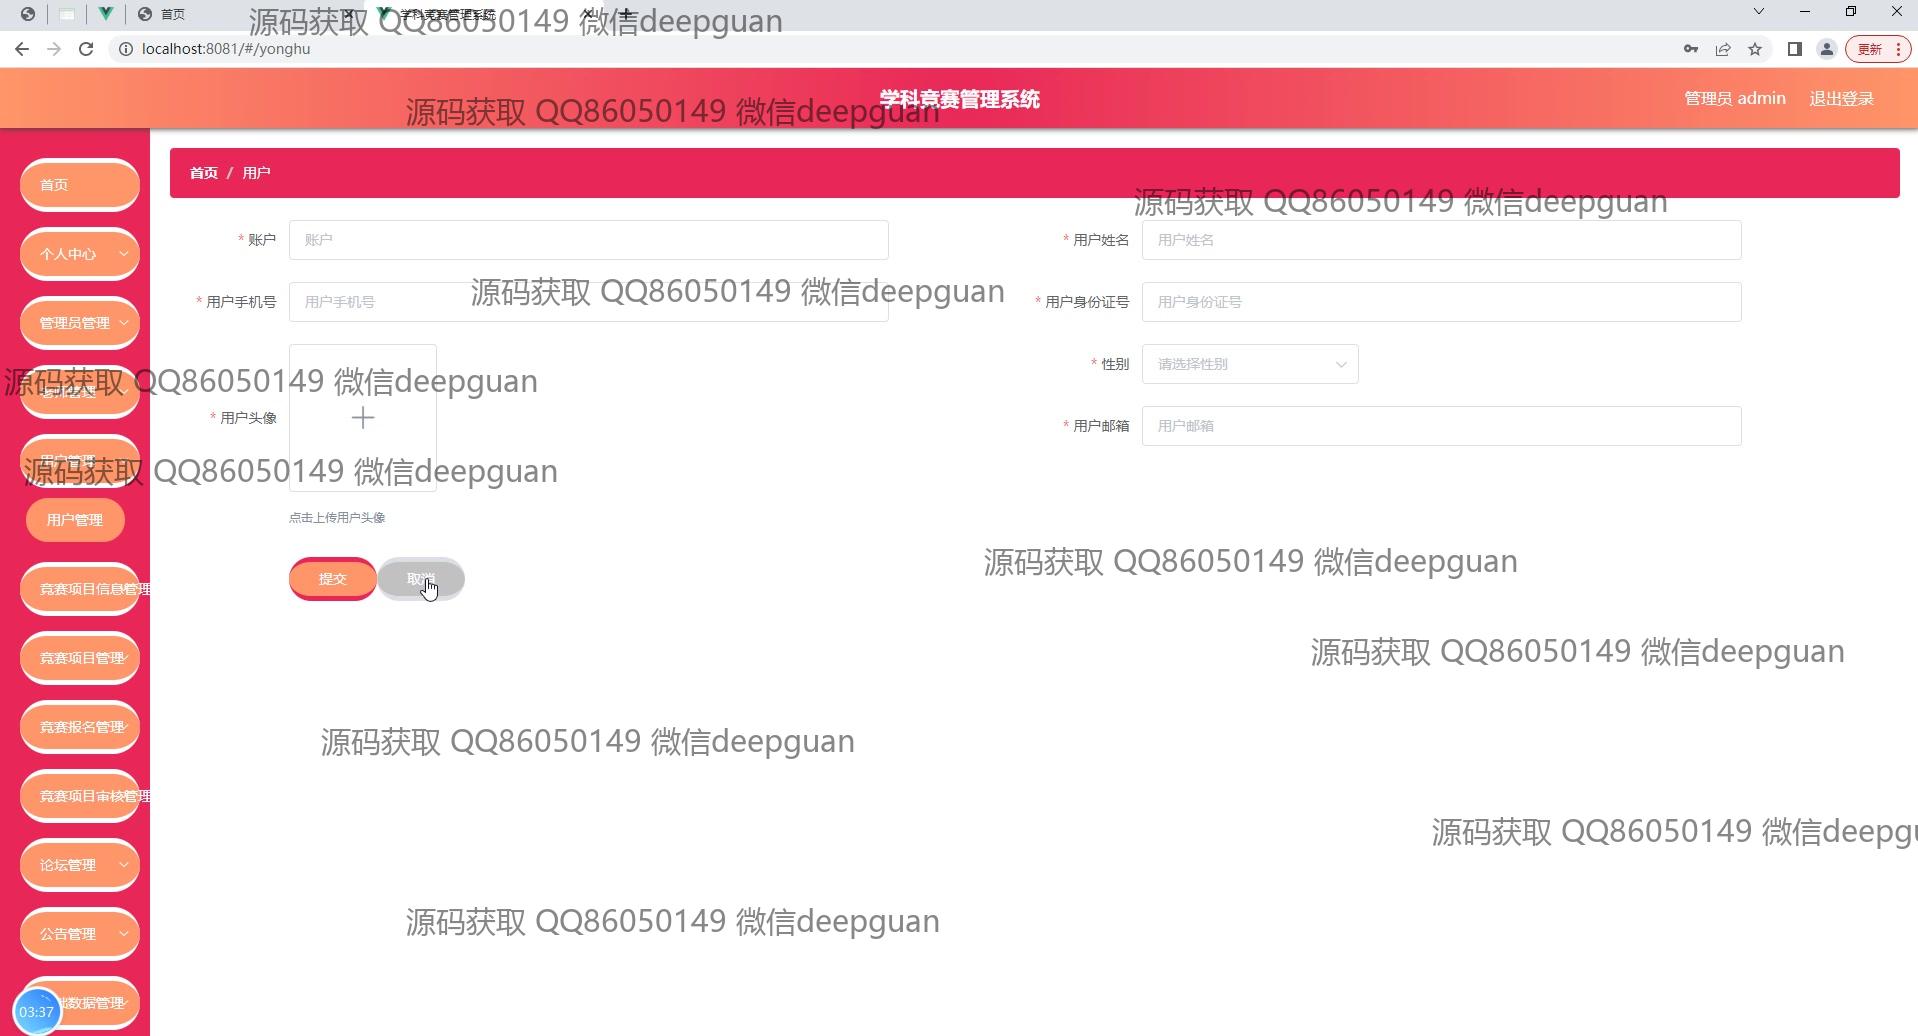 首页
学科竞赛管理系统
源码获取 QQ86050149 微信deepguan
localhost:8081/#/yonghu
更新
学科竞赛管理系统
管理员 admin
退出登录
源码获取 QQ86050149 微信deepguan
首页
首页 / 用户
源码获取 QQ86050149 微信deepguan
* 账户
账户
* 用户姓名
用户姓名
个人中心
* 用户手机号
用户手机号
源码获取 QQ86050149 微信deepguan
* 用户身份证号
用户身份证号
管理员管理
* 性别
请选择性别
源码获取 QQ86050149 微信deepguan
* 用户头像
* 用户邮箱
用户邮箱
用户管理
源码获取 QQ86050149 微信deepguan
用户管理
点击上传用户头像
源码获取 QQ86050149 微信deepguan
提交
取消
竞赛项目信息管理
竞赛项目管理
源码获取 QQ86050149 微信deepguan
竞赛报名管理
源码获取 QQ86050149 微信deepguan
竞赛项目审核管理
源码获取 QQ86050149 微信deepgu
论坛管理
公告管理
源码获取 QQ86050149 微信deepguan
数据管理
03:37